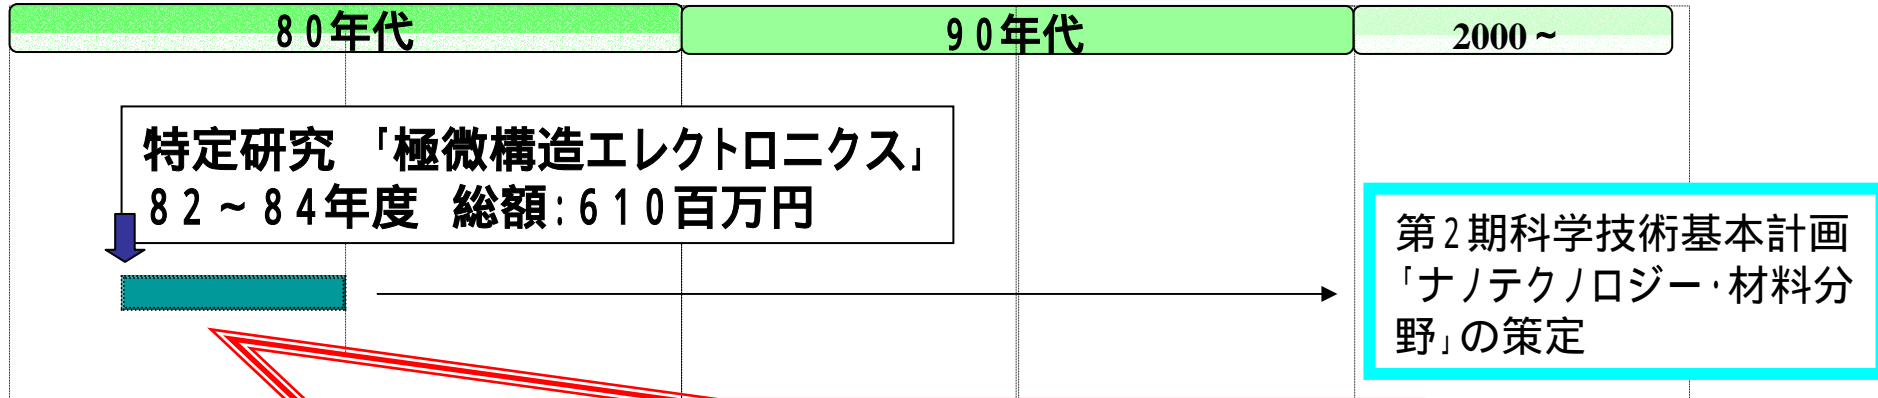 80年代
90年代
2000~
特定研究 「極微構造エレクトロニクス」
82~84年度 総額:610百万円
第2期科学技術基本計画
「ナノテクノロジー・材料分
野」の策定